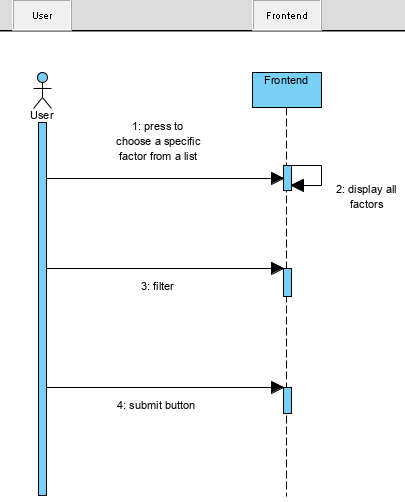 User
Frontend
Frontend
User
1: press to
choose a specific
factor from a list
2: display all
factors
3: filter
4: submit button